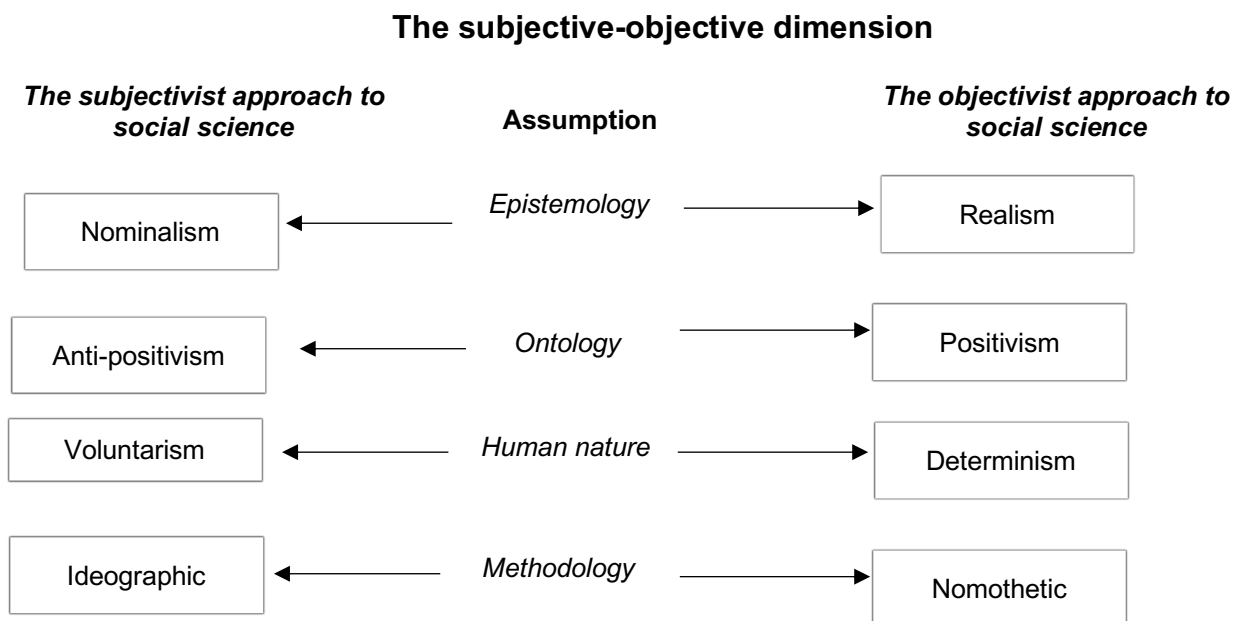 The subjective-objective dimension
The subjectivist approach to
social science
Assumption
The objectivist approach to
social science
Nominalism
Epistemology
Realism
Anti-positivism
Ontology
Positivism
Voluntarism
Human nature
Determinism
Ideographic
Methodology
Nomothetic